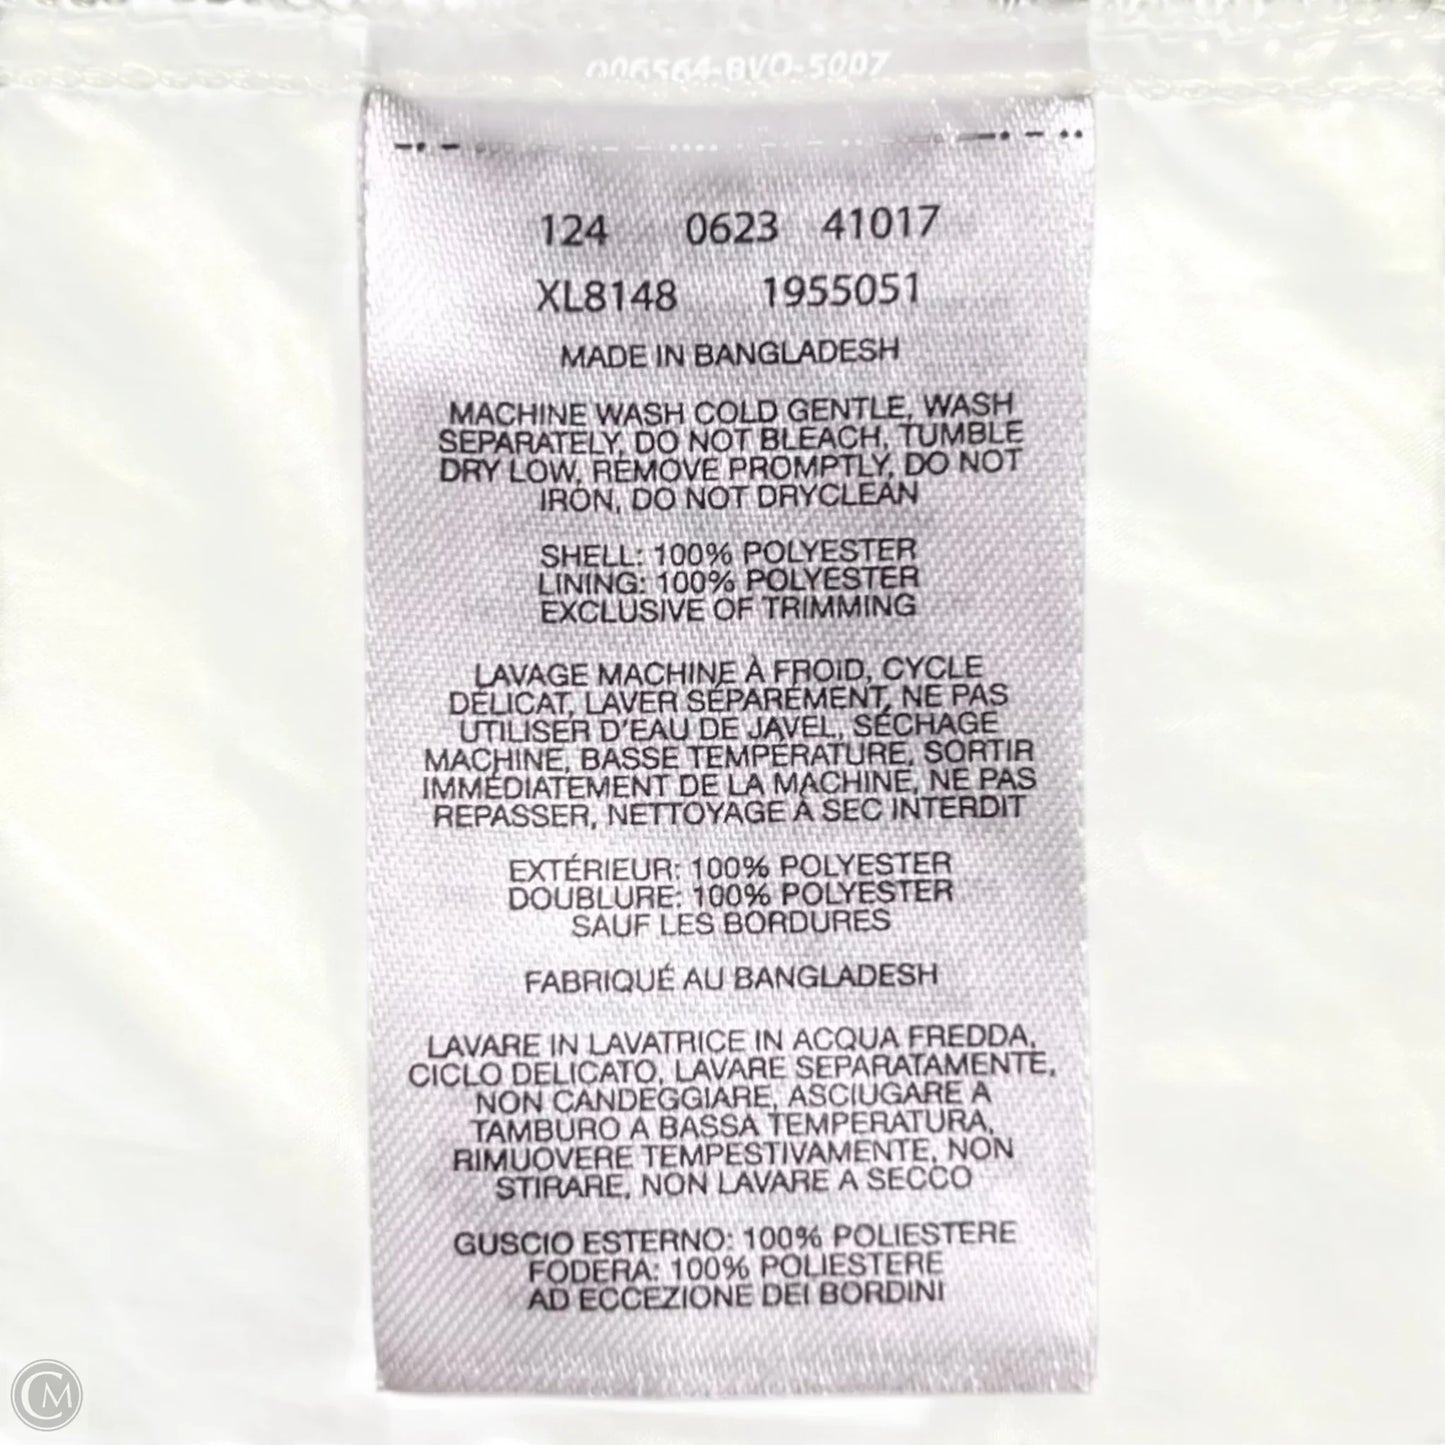 006564-BVO-5007
124 0623 41017
XL8148 1955051
MADE IN BANGLADESH
MACHINE WASH COLD GENTLE, WASH
SEPARATELY, DO NOT BLEACH, TUMBLE
DRY LOW, REMOVE PROMPTLY, DO NOT
IRON, DO NOT DRYCLEAN
SHELL: 100% POLYESTER
LINING: 100% POLYESTER
EXCLUSIVE OF TRIMMING
LAVAGE MACHINE À FROID, CYCLE
DÉLICAT, LAVER SÉPARÉMENT, NE PAS
UTILISER D'EAU DE JAVEL, SÉCHAGE
MACHINE, BASSE TEMPÉRATURE, SORTIR
IMMÉDIATEMENT DE LA MACHINE, NE PAS
REPASSER, NETTOYAGE À SEC INTERDIT
EXTÉRIEUR: 100% POLYESTER
DOUBLURE: 100% POLYESTER
SAUF LES BORDURES
FABRIQUÉ AU BANGLADESH
LAVARE IN LAVATRICE IN ACQUA FREDDA,
CICLO DELICATO, LAVARE SEPARATAMENTE,
NON CANDEGGIARE, ASCIUGARE A
TAMBURO A BASSA TEMPERATURA,
RIMUOVERE TEMPESTIVAMENTE, NON
STIRARE, NON LAVARE A SECCO
GUSCIO ESTERNO: 100% POLIESTERE
FODERA: 100% POLIESTERE
AD ECCEZIONE DEI BORDINI
CM